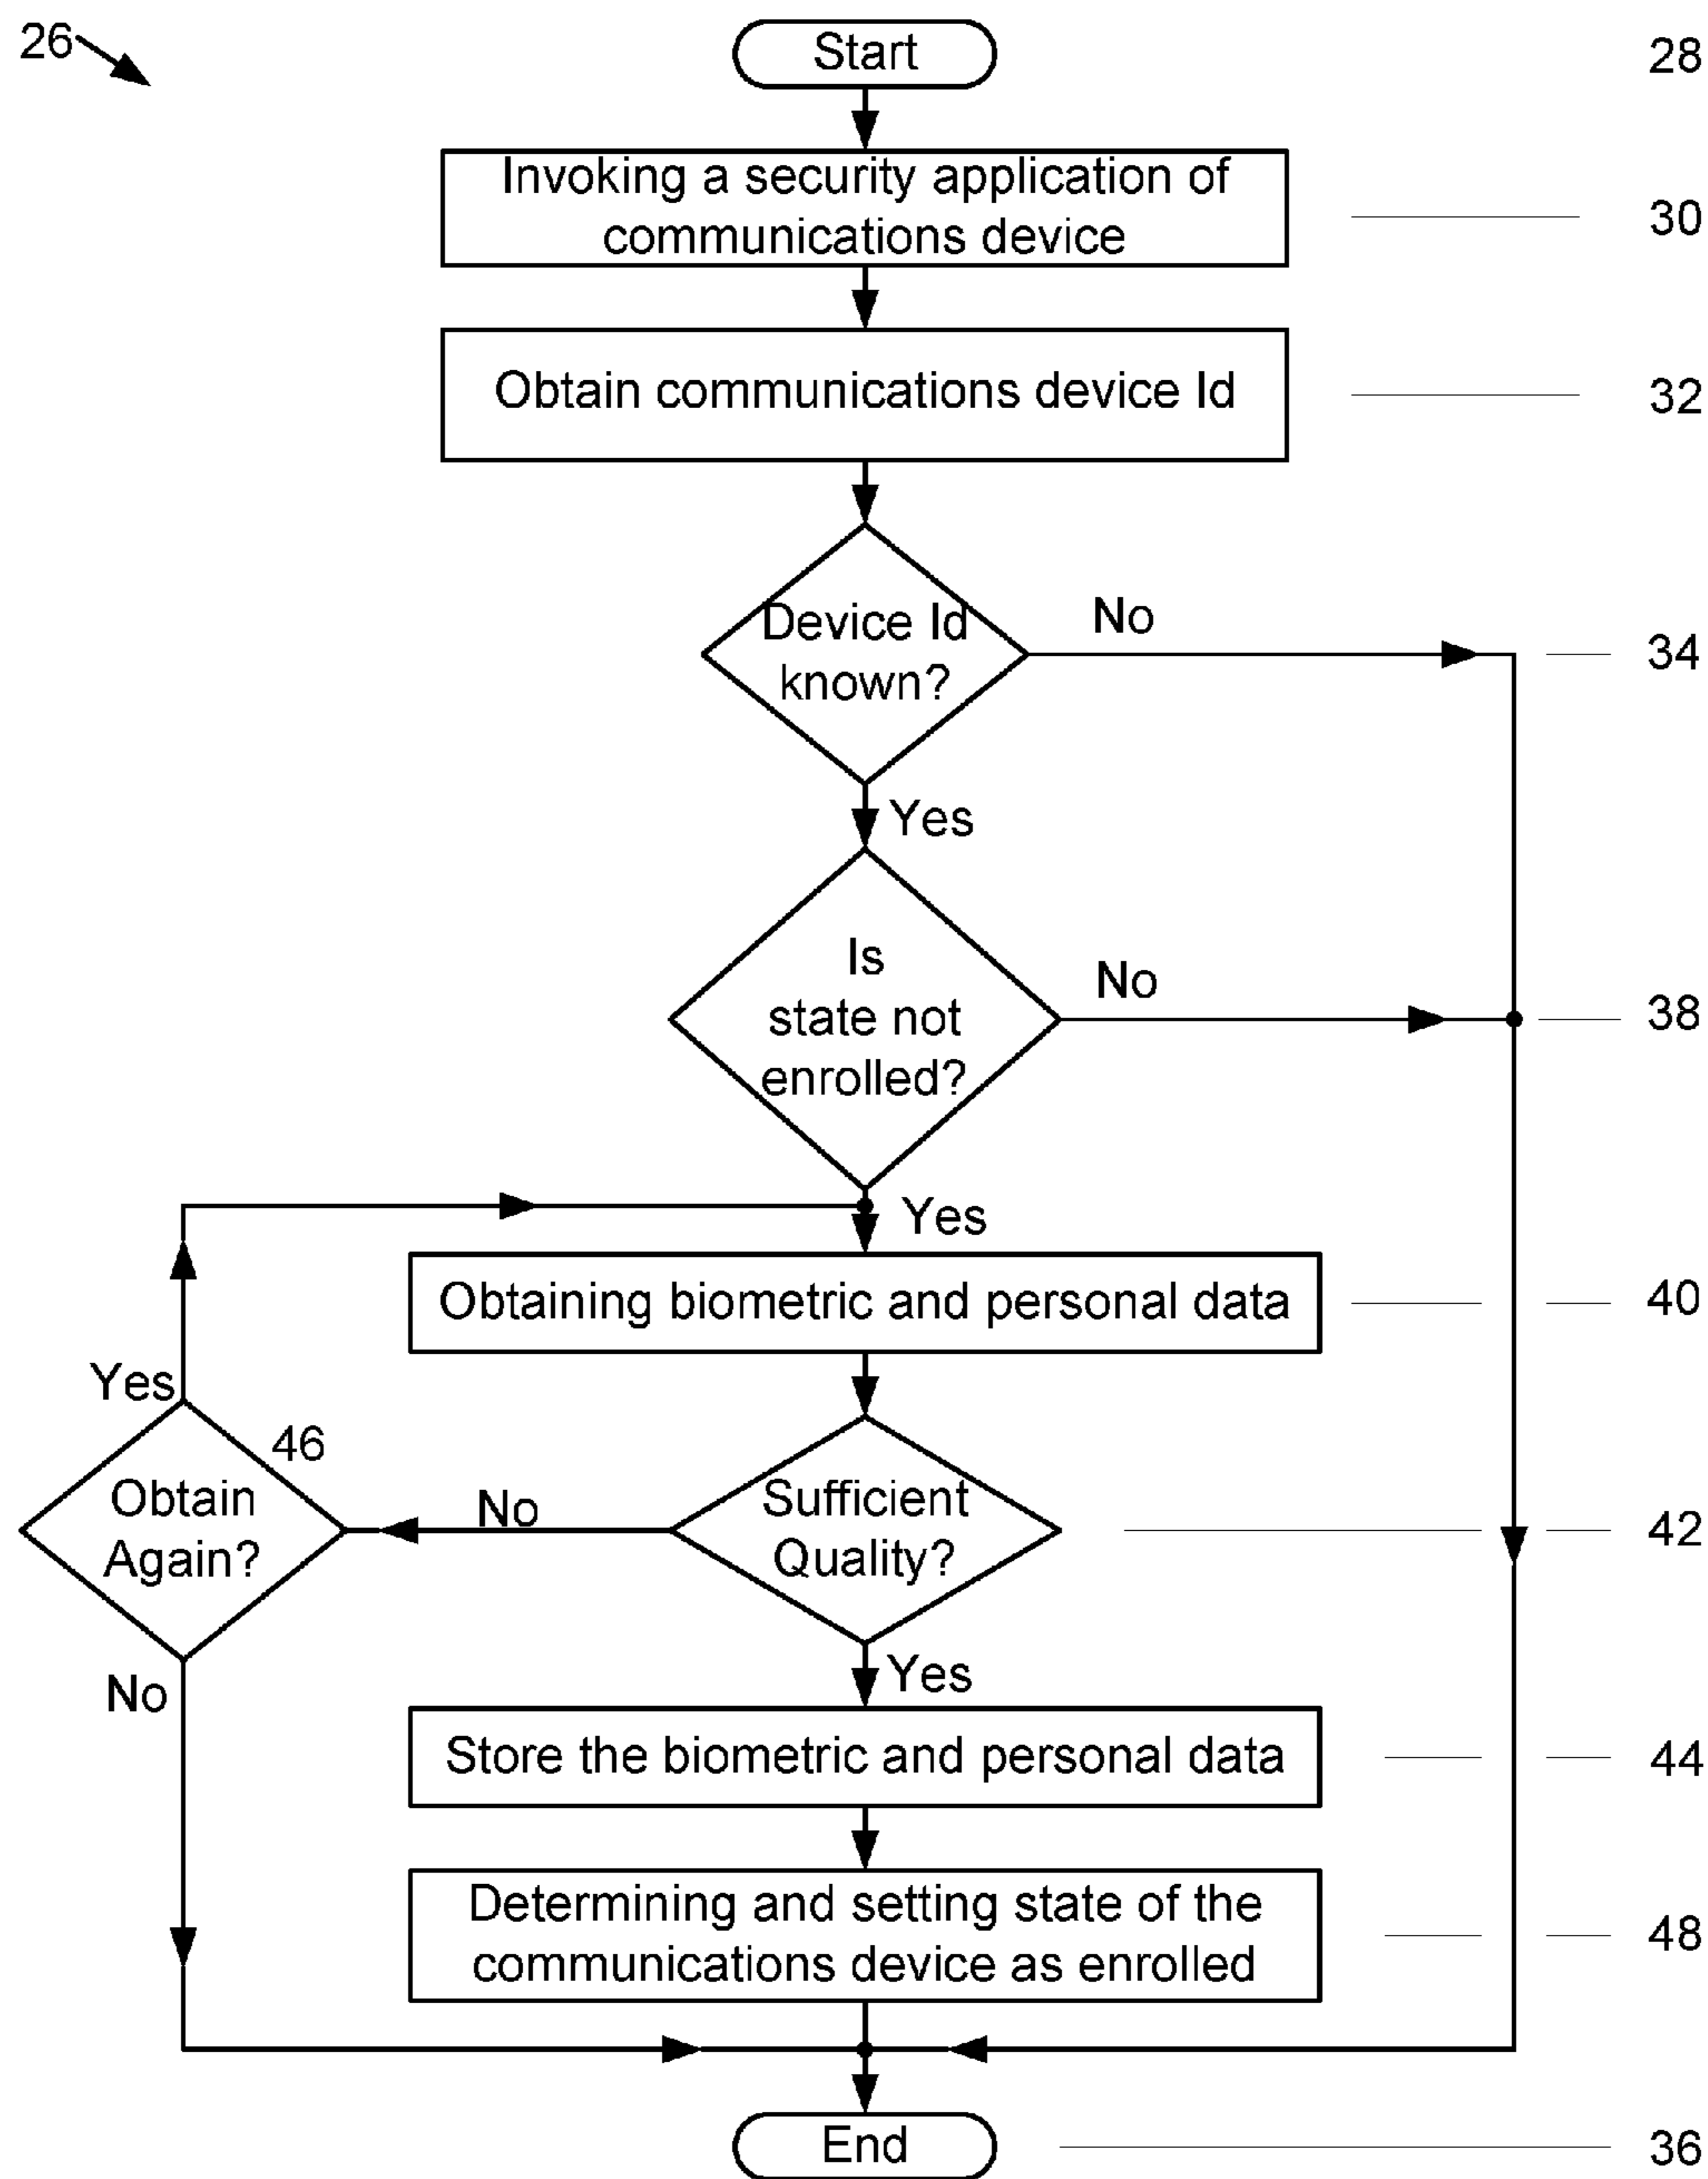 26
Start
28
Invoking a security application of
communications device
30
Obtain communications device Id
32
Device Id
known?
No
34
Yes
Is
state not
enrolled?
No
38
Yes
Obtaining biometric and personal data
40
Yes
46
Obtain
Again?
No
Sufficient
Quality?
42
No
Yes
Store the biometric and personal data
44
Determining and setting state of the
communications device as enrolled
48
End
36